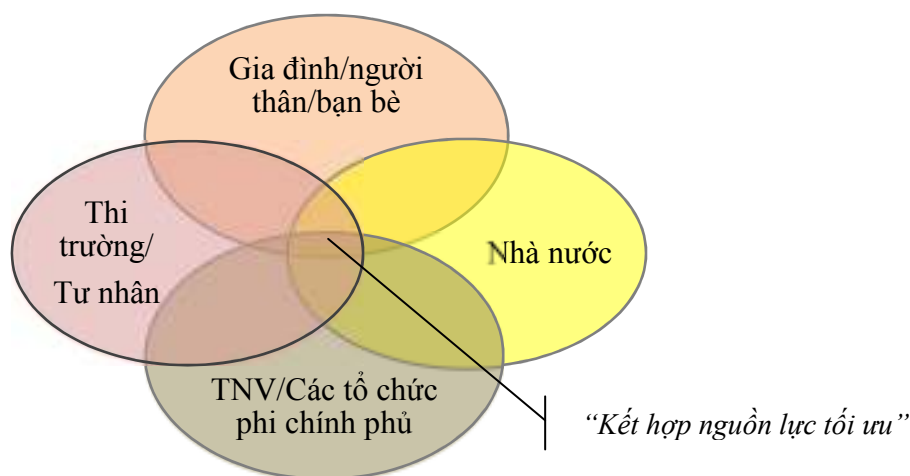 Gia đình/người
thân/bạn bè
Thi
trường/
Tư nhân
Nhà nước
TNV/Các tổ chức
phi chính phủ
“Kết hợp nguồn lực tối ưu”